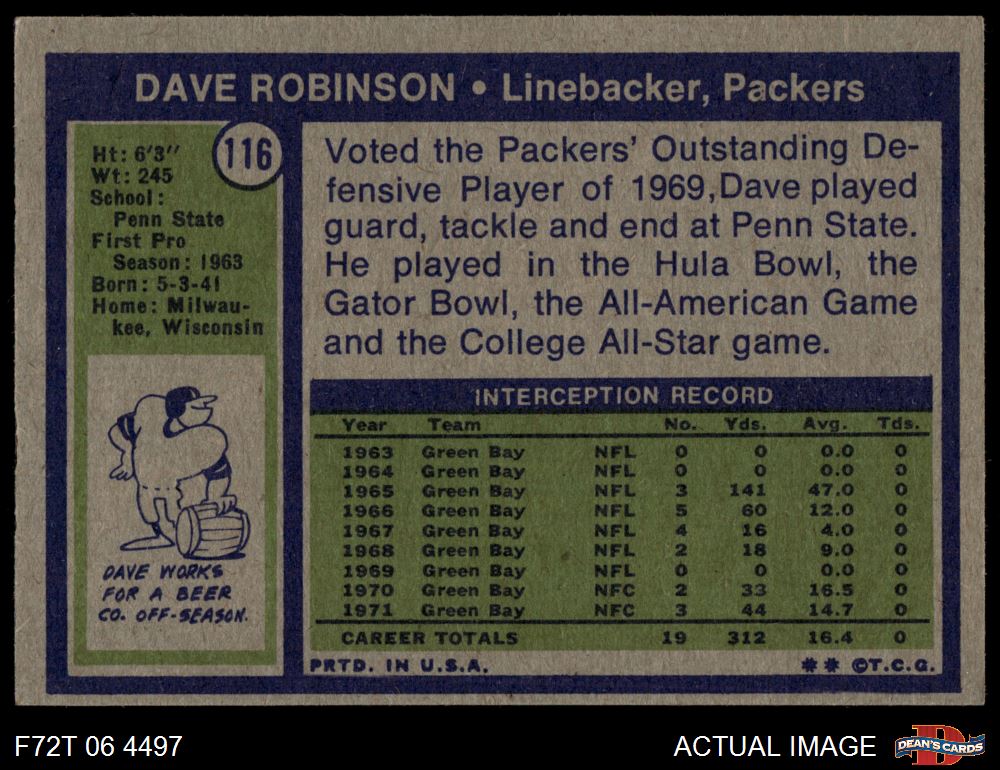 DAVE ROBINSON • Linebacker, Packers
116
Ht: 6'3"
Wt: 245
School:
Penn State
First Pro
Season: 1963
Born: 5-3-41
Home: Milwau-
kee, Wisconsin
DAVE WORKS
FOR A BEER
CO. OFF-SEASON.
Voted the Packers' Outstanding De-
fensive Player of 1969,Dave played
guard, tackle and end at Penn State.
He played in the Hula Bowl, the
Gator Bowl, the All-American Game
and the College All-Star game.
INTERCEPTION RECORD
Year Team No. Yds. Avg. Tds.
1963 Green Bay NFL 0 0 0.0 0
1964 Green Bay NFL 0 0 0.0 0
1965 Green Bay NFL 3 141 47.0 0
1966 Green Bay NFL 5 60 12.0 0
1967 Green Bay NFL 4 16 4.0 0
1968 Green Bay NFL 2 18 9.0 0
1969 Green Bay NFL 0 0 0.0 0
1970 Green Bay NFC 2 33 16.5 0
1971 Green Bay NFC 3 44 14.7 0
CAREER TOTALS 19 312 16.4 0
PRTD. IN U.S.A. ** ©T.C.G.
F72T 06 4497
ACTUAL IMAGE
D
DEAN'S CARDS